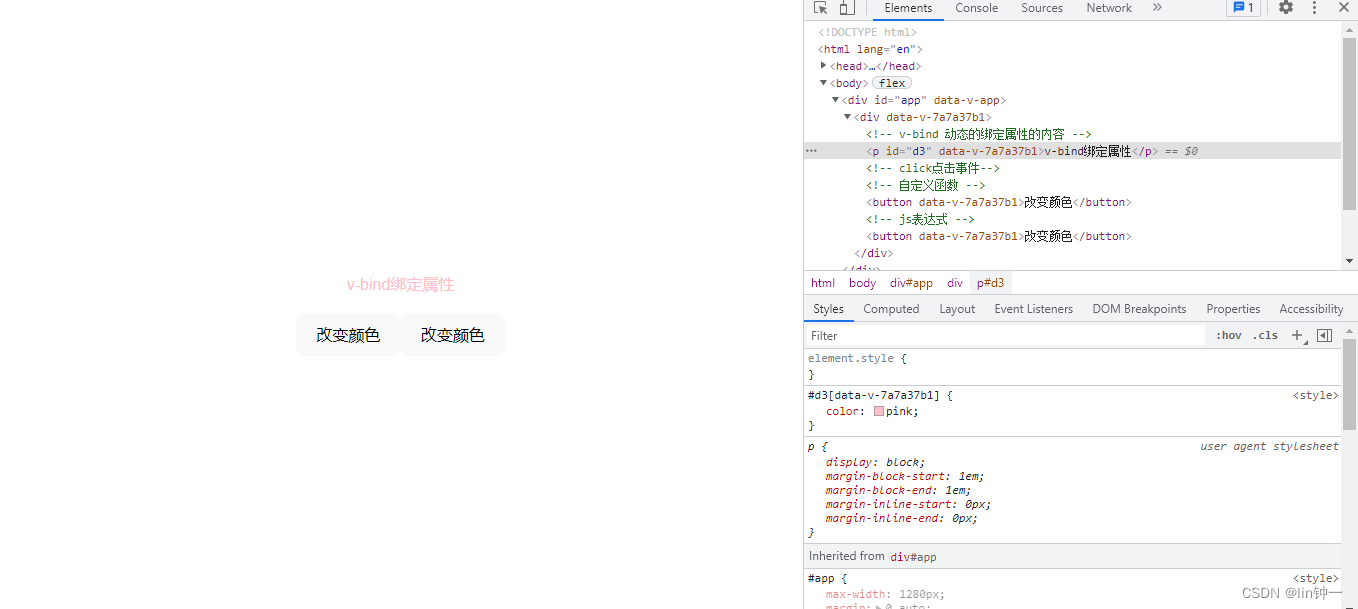 v-bind绑定属性
改变颜色 改变颜色
Elements Console Sources Network » 1
<!DOCTYPE html>
<html lang="en">
<head>…</head>
<body> flex
<div id="app" data-v-app>
<div data-v-7a7a37b1>
<!-- v-bind 动态的绑定属性的内容 -->
<p id="d3" data-v-7a7a37b1>v-bind绑定属性</p> == $0
<!-- click点击事件-->
<!-- 自定义函数 -->
<button data-v-7a7a37b1>改变颜色</button>
<!-- js表达式 -->
<button data-v-7a7a37b1>改变颜色</button>
</div>
</div>
html body div#app div p#d3
Styles Computed Layout Event Listeners DOM Breakpoints Properties Accessibility
Filter :hov .cls +
element.style {
}
#d3[data-v-7a7a37b1] { <style>
color: pink;
}
p { user agent stylesheet
display: block;
margin-block-start: 1em;
margin-block-end: 1em;
margin-inline-start: 0px;
margin-inline-end: 0px;
}
Inherited from div#app
#app { <style>
max-width: 1280px;
margin: 0 auto;
CSDN @lin钟一